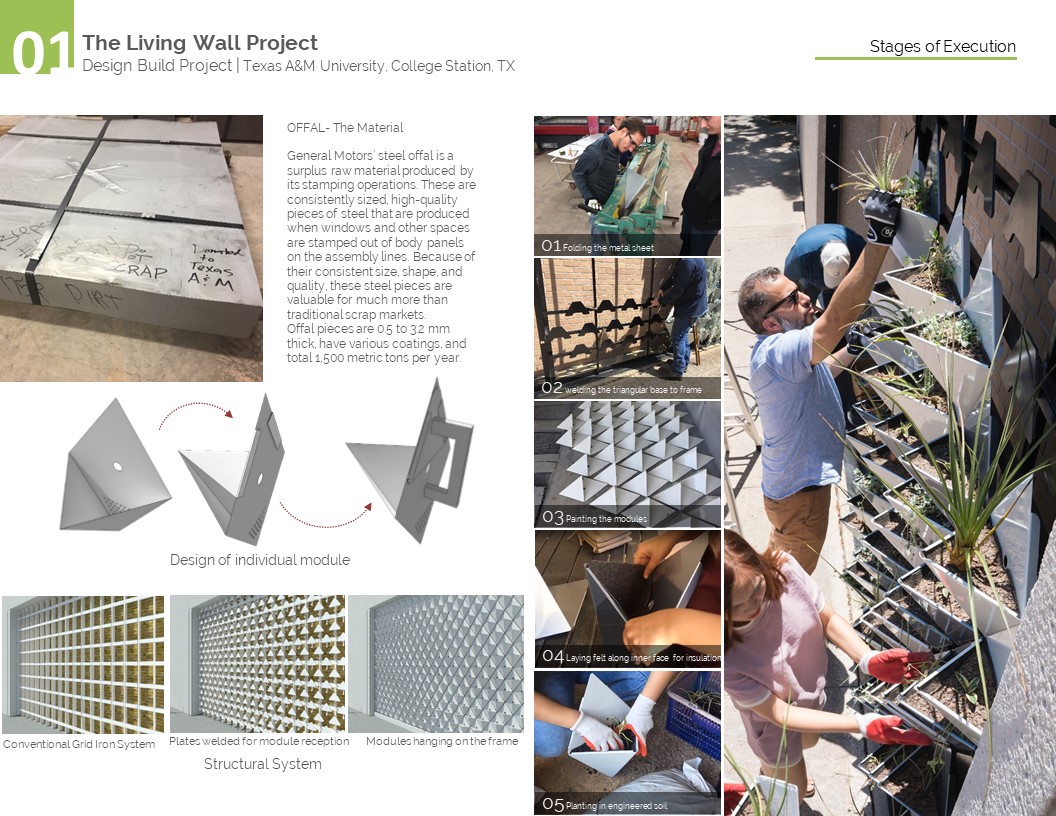 01
The Living Wall Project
Design Build Project | Texas A&M University, College Station, TX
Stages of Execution
OFFAL- The Material
General Motors' steel offal is a
surplus raw material produced by
its stamping operations. These are
consistently sized, high-quality
pieces of steel that are produced
when windows and other spaces
are stamped out of body panels
on the assembly lines. Because of
their consistent size, shape, and
quality, these steel pieces are
valuable for much more than
traditional scrap markets.
Offal pieces are 0.5 to 3.2 mm
thick, have various coatings, and
total 1,500 metric tons per year.
Do
Not
SCRAP
Donated
to
Texas
A & M
DIRT
Design of individual module
Conventional Grid Iron System
Plates welded for module reception
Modules hanging on the frame
Structural System
01 Folding the metal sheet
02 welding the triangular base to frame
03 Painting the modules
04 Laying felt along inner face for insulation
05 Planting in engineered soil